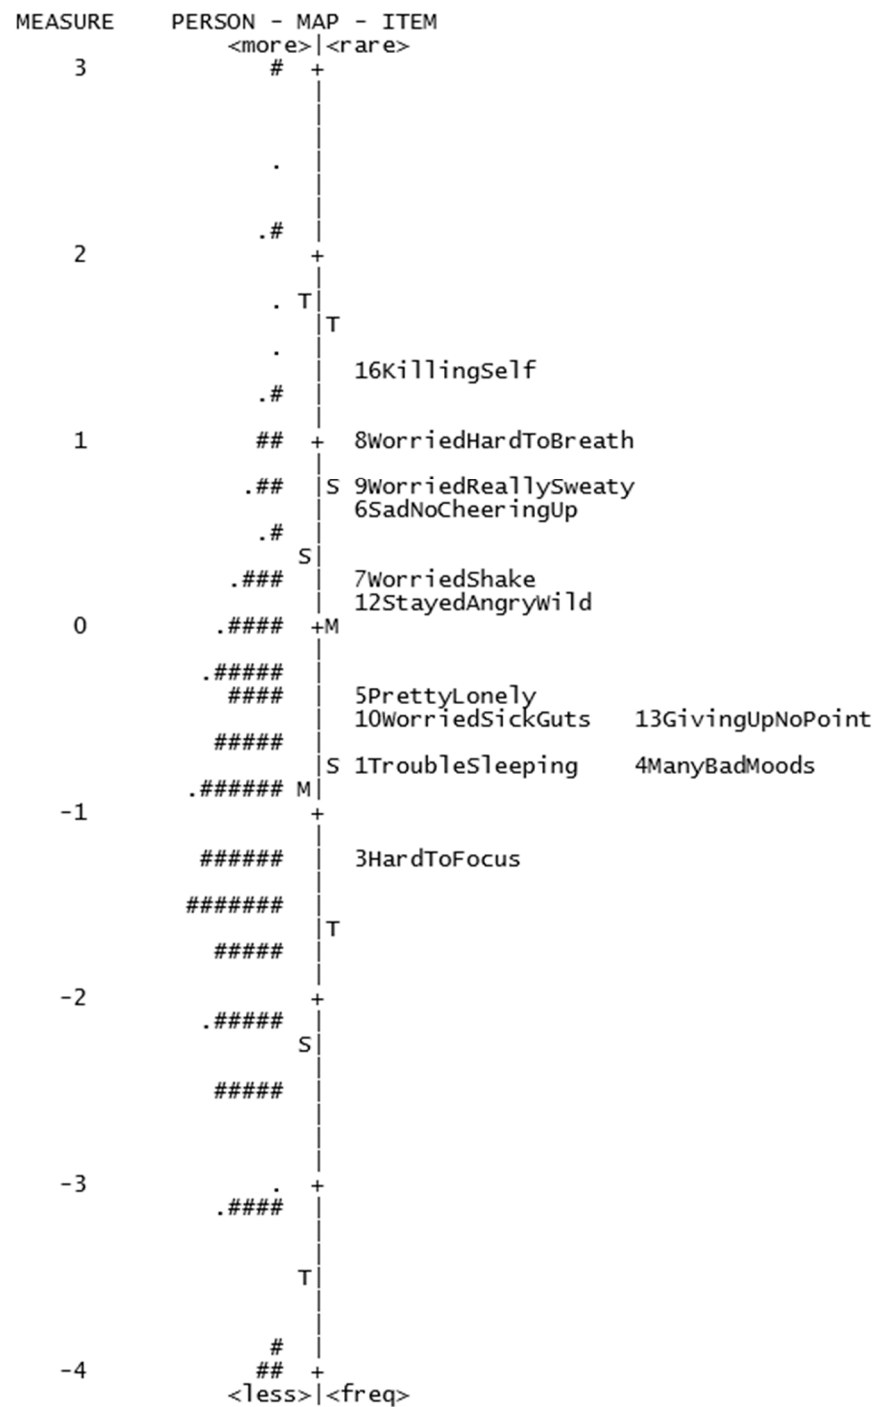 MEASURE PERSON - MAP - ITEM
<more>|<rare>
3 # +
.
.#
2 +
. T|
|T
.
16KillingSelf
.#
1 ## + 8WorriedHardToBreath
.## |S 9WorriedReallySweaty
6SadNoCheeringUp
.#
S|
.### 7WorriedShake
12StayedAngryWild
0 .#### +M
.#####
#### 5PrettyLonely
10WorriedSickGuts 13GivingUpNoPoint
#####
|S 1TroubleSleeping 4ManyBadMoods
.###### M|
-1 +
###### 3HardToFocus
#######
|T
#####
-2 +
.#####
S|
#####
-3 . +
.####
T|
#
-4 ## +
<less>|<freq>